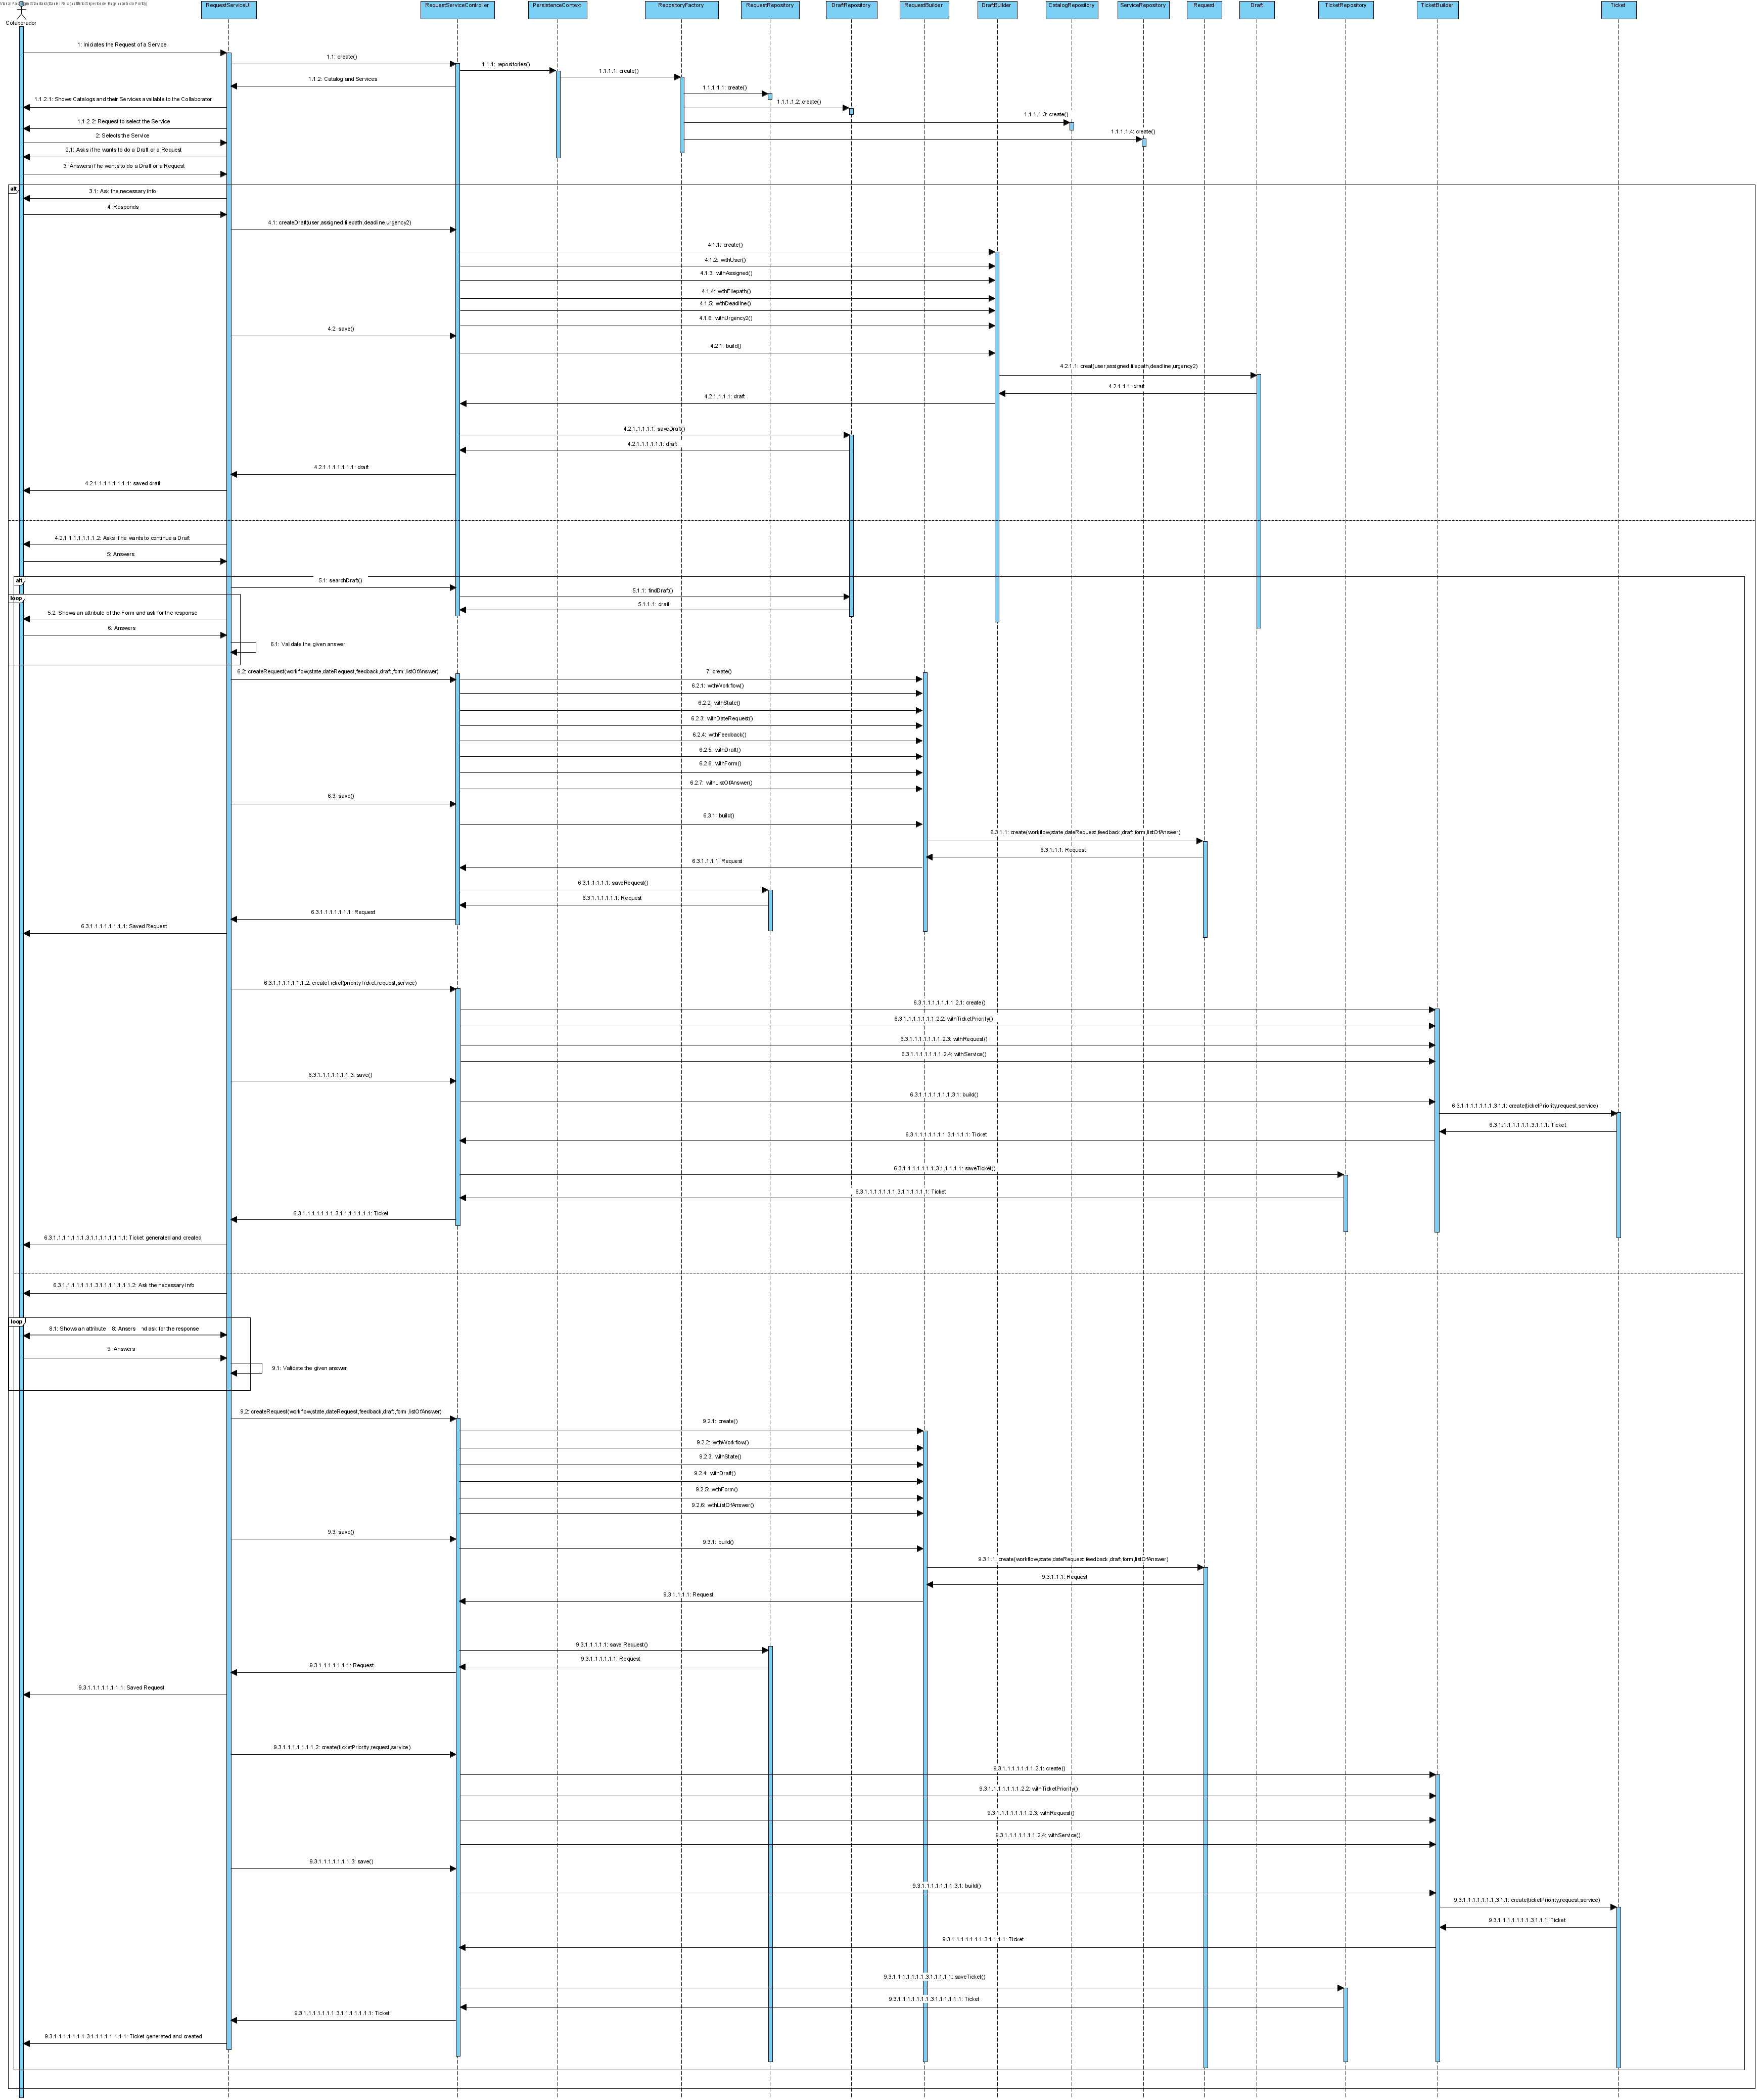 RequestServiceUI
RequestServiceController
PersistenceContext
RepositoryFactory
RequestRepository
DraftRepository
RequestBuilder
DraftBuilder
CatalogRepository
ServiceRepository
Request
Draft
TicketRepository
TicketBuilder
Ticket
Colaborador
1: Iniciates the Request of a Service
1.1: create()
1.1.1: repositories()
1.1.1.1: create()
1.1.2: Catalog and Services
1.1.1.1.1: create()
1.1.2.1: Shows Catalogs and their Services available to the Collaborator
1.1.1.1.2: create()
1.1.2.2: Request to select the Service
1.1.1.1.3: create()
1.1.1.1.4: create()
2: Selects the Service
2.1: Asks if he wants to do a Draft or a Request
3: Answers if he wants to do a Draft or a Request
alt
3.1: Ask the necessary info
4: Responds
4.1: createDraft(user,assigned,filepath,deadline,urgency2)
4.1.1: create()
4.1.2: withUser()
4.1.3: withAssigned()
4.1.4: withFilepath()
4.1.5: withDeadline()
4.1.6: withUrgency2()
4.2: save()
4.2.1: build()
4.2.1.1: creat(user,assigned,filepath,deadline,urgency2)
4.2.1.1.1: draft
4.2.1.1.1.1: draft
4.2.1.1.1.1.1: saveDraft()
4.2.1.1.1.1.1.1: draft
4.2.1.1.1.1.1.1.1: draft
4.2.1.1.1.1.1.1.1.1: saved draft
4.2.1.1.1.1.1.1.1.2: Asks if he wants to continue a Draft
5: Answers
alt
5.1: searchDraft()
5.1.1: findDraft()
loop
5.1.1.1: draft
5.2: Shows an attribute of the Form and ask for the response
6: Answers
6.1: Validate the given answer
6.2: createRequest(workflow,state,dateRequest,feedback,draft,form,listOfAnswer)
7: create()
6.2.1: withWorkflow()
6.2.2: withState()
6.2.3: withDateRequest()
6.2.4: withFeedback()
6.2.5: withDraft()
6.2.6: withForm()
6.2.7: withListOfAnswer()
6.3: save()
6.3.1: build()
6.3.1.1: create(workflow,state,dateRequest,feedback,draft,form,listOfAnswer)
6.3.1.1.1: Request
6.3.1.1.1.1: Request
6.3.1.1.1.1.1: saveRequest()
6.3.1.1.1.1.1.1: Request
6.3.1.1.1.1.1.1.1: Request
6.3.1.1.1.1.1.1.1.1: Saved Request
6.3.1.1.1.1.1.1.1.2: createTicket(priorityTicket,request,service)
6.3.1.1.1.1.1.1.1.2.1: create()
6.3.1.1.1.1.1.1.1.2.2: withTicketPriority()
6.3.1.1.1.1.1.1.1.2.3: withRequest()
6.3.1.1.1.1.1.1.1.2.4: withService()
6.3.1.1.1.1.1.1.1.3: save()
6.3.1.1.1.1.1.1.1.3.1: build()
6.3.1.1.1.1.1.1.1.3.1.1: create(ticketPriority,request,service)
6.3.1.1.1.1.1.1.1.3.1.1.1: Ticket
6.3.1.1.1.1.1.1.1.3.1.1.1.1: Ticket
6.3.1.1.1.1.1.1.1.3.1.1.1.1.1: saveTicket()
6.3.1.1.1.1.1.1.1.3.1.1.1.1.1.1: Ticket
6.3.1.1.1.1.1.1.1.3.1.1.1.1.1.1.1: Ticket
6.3.1.1.1.1.1.1.1.3.1.1.1.1.1.1.1.1: Ticket generated and created
6.3.1.1.1.1.1.1.1.3.1.1.1.1.1.1.1.2: Ask the necessary info
loop
8.1: Shows an attribute 8: Ansers nd ask for the response
9: Answers
9.1: Validate the given answer
9.2: createRequest(workflow,state,dateRequest,feedback,draft,form,listOfAnswer)
9.2.1: create()
9.2.2: withWorkflow()
9.2.3: withState()
9.2.4: withDraft()
9.2.5: withForm()
9.2.6: withListOfAnswer()
9.3: save()
9.3.1: build()
9.3.1.1: create(workflow,state,dateRequest,feedback,draft,form,listOfAnswer)
9.3.1.1.1: Request
9.3.1.1.1.1: Request
9.3.1.1.1.1.1: save Request()
9.3.1.1.1.1.1.1: Request
9.3.1.1.1.1.1.1.1: Request
9.3.1.1.1.1.1.1.1.1: Saved Request
9.3.1.1.1.1.1.1.1.2: create(ticketPriority,request,service)
9.3.1.1.1.1.1.1.1.2.1: create()
9.3.1.1.1.1.1.1.1.2.2: withTicketPriority()
9.3.1.1.1.1.1.1.1.2.3: withRequest()
9.3.1.1.1.1.1.1.1.2.4: withService()
9.3.1.1.1.1.1.1.1.3: save()
9.3.1.1.1.1.1.1.1.3.1: build()
9.3.1.1.1.1.1.1.1.3.1.1: create(ticketPriority,request,service)
9.3.1.1.1.1.1.1.1.3.1.1.1: Ticket
9.3.1.1.1.1.1.1.1.3.1.1.1.1: Ticket
9.3.1.1.1.1.1.1.1.3.1.1.1.1.1: saveTicket()
9.3.1.1.1.1.1.1.1.3.1.1.1.1.1.1: Ticket
9.3.1.1.1.1.1.1.1.3.1.1.1.1.1.1.1: Ticket
9.3.1.1.1.1.1.1.1.3.1.1.1.1.1.1.1.1: Ticket generated and created